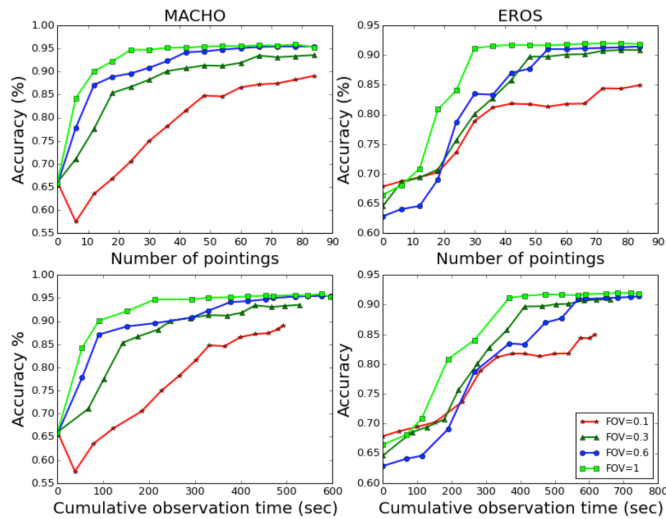 MACHO
EROS
1.00
0.95
0.90
0.85
0.80
0.75
0.70
0.65
0.60
0.55
Accuracy (%)
0 10 20 30 40 50 60 70 80 90
Number of pointings
0.95
0.90
0.85
0.80
0.75
0.70
0.65
0.60
Accuracy (%)
0 10 20 30 40 50 60 70 80 90
Number of pointings
1.00
0.95
0.90
0.85
0.80
0.75
0.70
0.65
0.60
0.55
Accuracy %
0 100 200 300 400 500 600
Cumulative observation time (sec)
0.95
0.90
0.85
0.80
0.75
0.70
0.65
0.60
Accuracy
FOV=0.1
FOV=0.3
FOV=0.6
FOV=1
0 100 200 300 400 500 600 700 800
Cumulative observation time (sec)